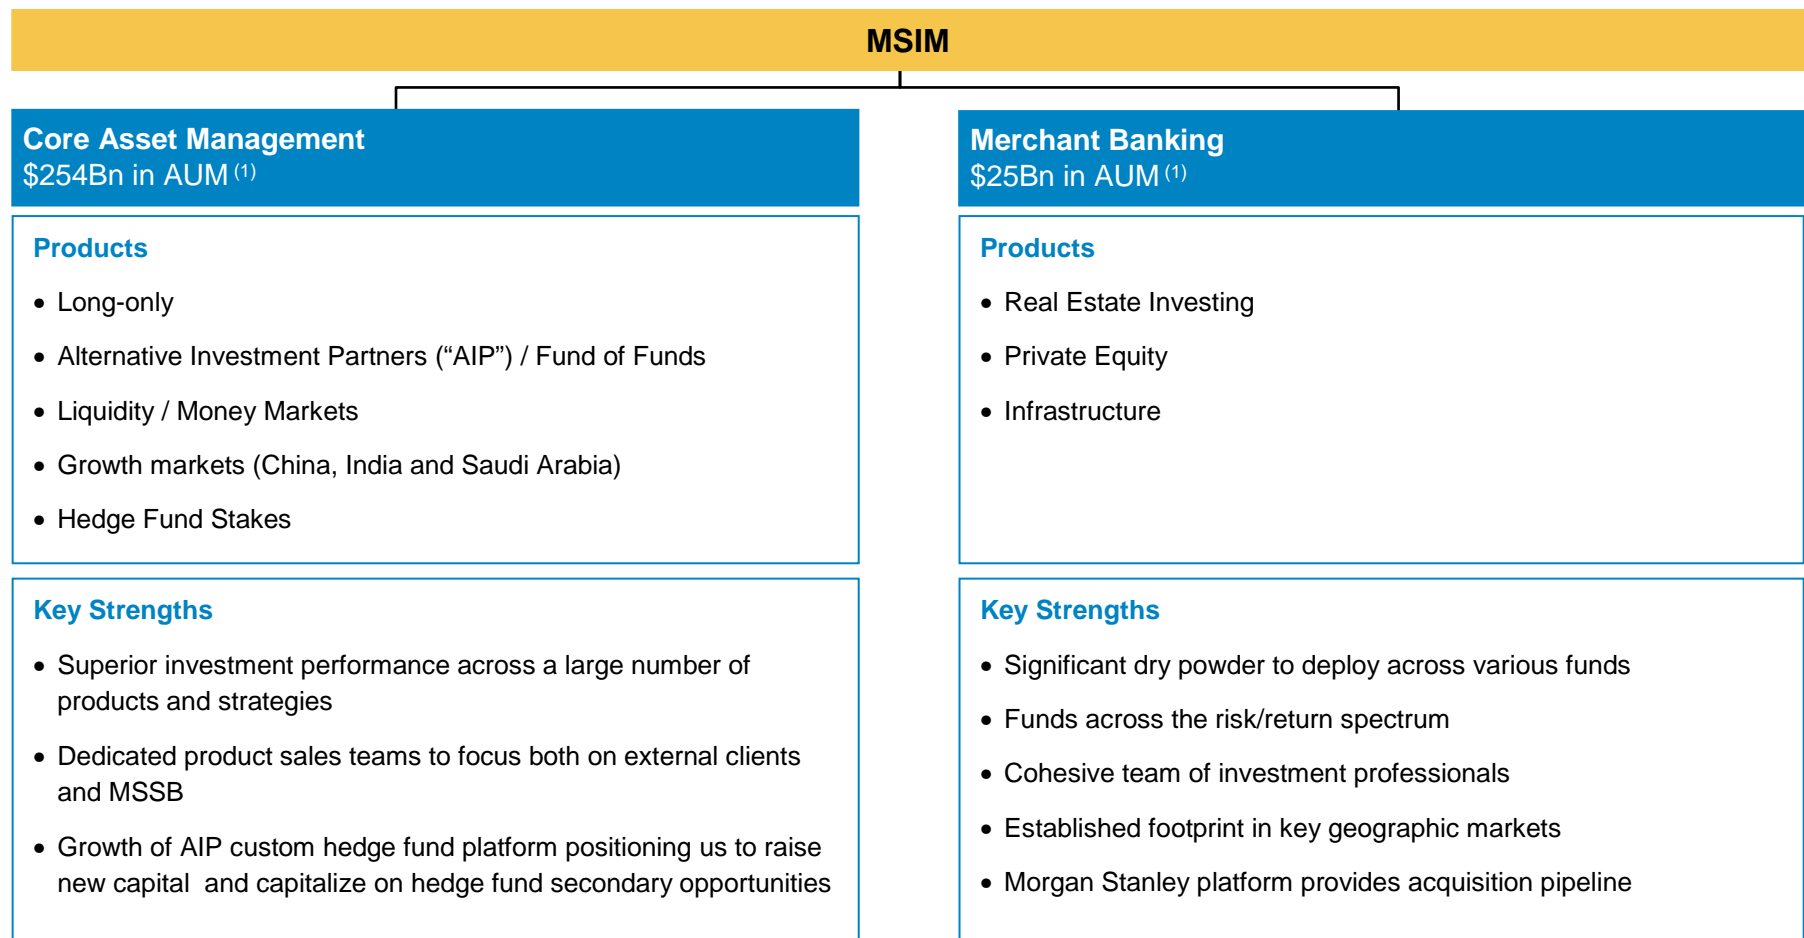 MSIM
Core Asset Management
$254Bn in AUM (1)
Products
• Long-only
• Alternative Investment Partners (“AIP”) / Fund of Funds
• Liquidity / Money Markets
• Growth markets (China, India and Saudi Arabia)
• Hedge Fund Stakes
Key Strengths
• Superior investment performance across a large number of
products and strategies
• Dedicated product sales teams to focus both on external clients
and MSSB
• Growth of AIP custom hedge fund platform positioning us to raise
new capital  and capitalize on hedge fund secondary opportunities
Merchant Banking
$25Bn in AUM (1)
Products
• Real Estate Investing
• Private Equity
• Infrastructure
Key Strengths
• Significant dry powder to deploy across various funds
• Funds across the risk/return spectrum
• Cohesive team of investment professionals
• Established footprint in key geographic markets
• Morgan Stanley platform provides acquisition pipeline